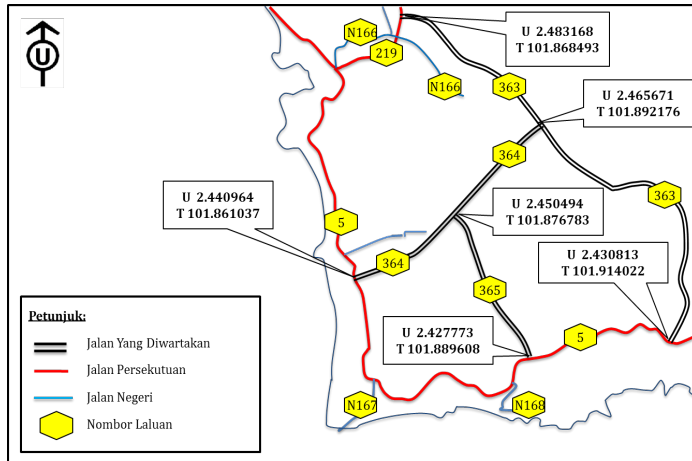 U
N166
219
N166
U 2.483168
T 101.868493
363
U 2.465671
T 101.892176
364
U 2.440964
T 101.861037
5
U 2.450494
T 101.876783
363
364
U 2.430813
T 101.914022
365
U 2.427773
T 101.889608
5
N167
N168
Petunjuk:
Jalan Yang Diwartakan
Jalan Persekutuan
Jalan Negeri
Nombor Laluan